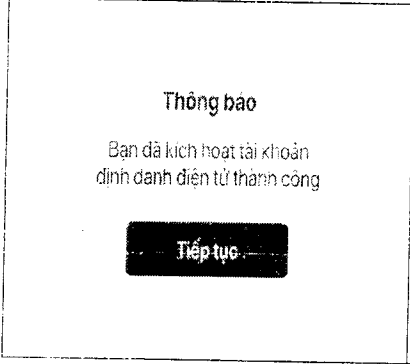 Thông báo
Bạn đã kích hoạt tài khoản
định danh điện tử thành công
Tiếp tục